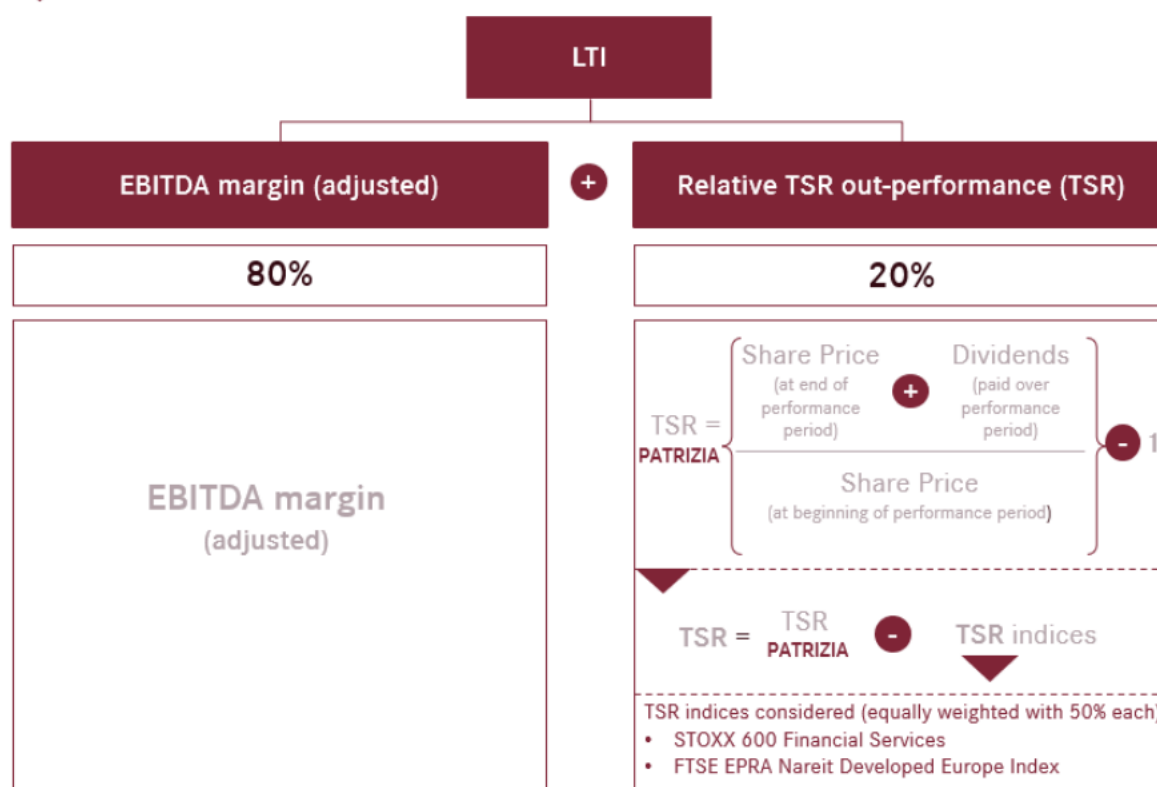 LTI
EBITDA margin (adjusted)
+
Relative TSR out-performance (TSR)
80%
20%
EBITDA margin
(adjusted)
Share Price
(at end of
performance
period)
+
Dividends
(paid over
performance
period)
TSR =
PATRIZIA
- 1
Share Price
(at beginning of performance period)
TSR = TSR
PATRIZIA
- TSR indices
TSR indices considered (equally weighted with 50% each)
• STOXX 600 Financial Services
• FTSE EPRA Nareit Developed Europe Index